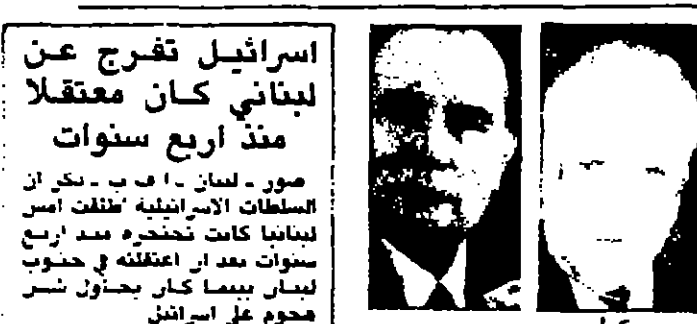 اسرائيل تفرج عن
لبناني كان معتقلا
منذ اربع سنوات
صور ـ لبنان ـ ا ف ب ـ ذكر ان
السلطات الاسرائيلية اطلقت امس
لبنانيا كانت تحتجزه منذ اربع
سنوات بعد ان اعتقلته في جنوب
لبنان بينما كان يحاول شن
هجوم على اسرائيل